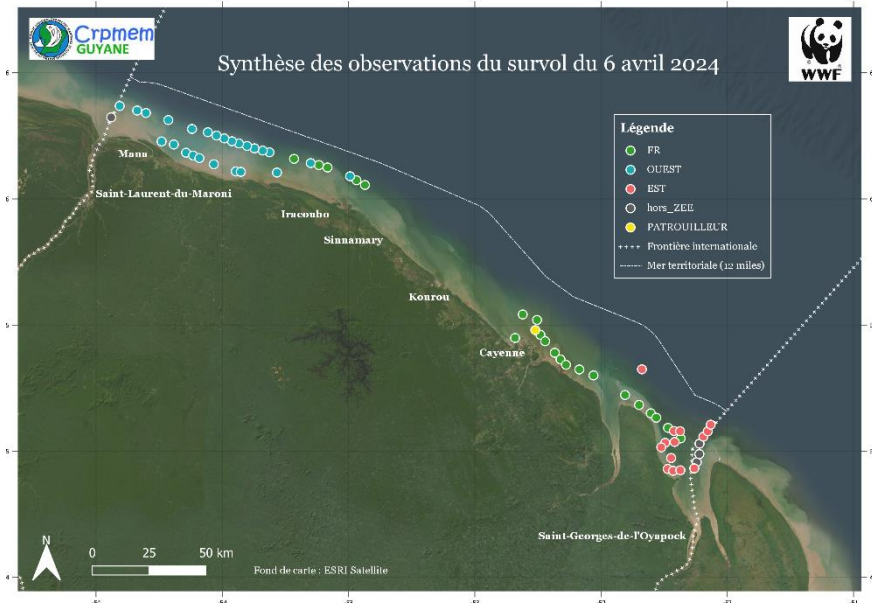 Crpmem
GUYANE
Synthèse des observations du survol du 6 avril 2024
WWF
Légende
FR
OUEST
EST
hors_ZEE
PATROUILLEUR
Frontière internationale
Mer territoriale (12 miles)
Mana
Saint-Laurent-du-Maroni
Iracoubo
Sinnamary
Kourou
Cayenne
Saint-Georges-de-l'Oyapock
N
0 25 50 km
Fond de carte : ESRI Satellite